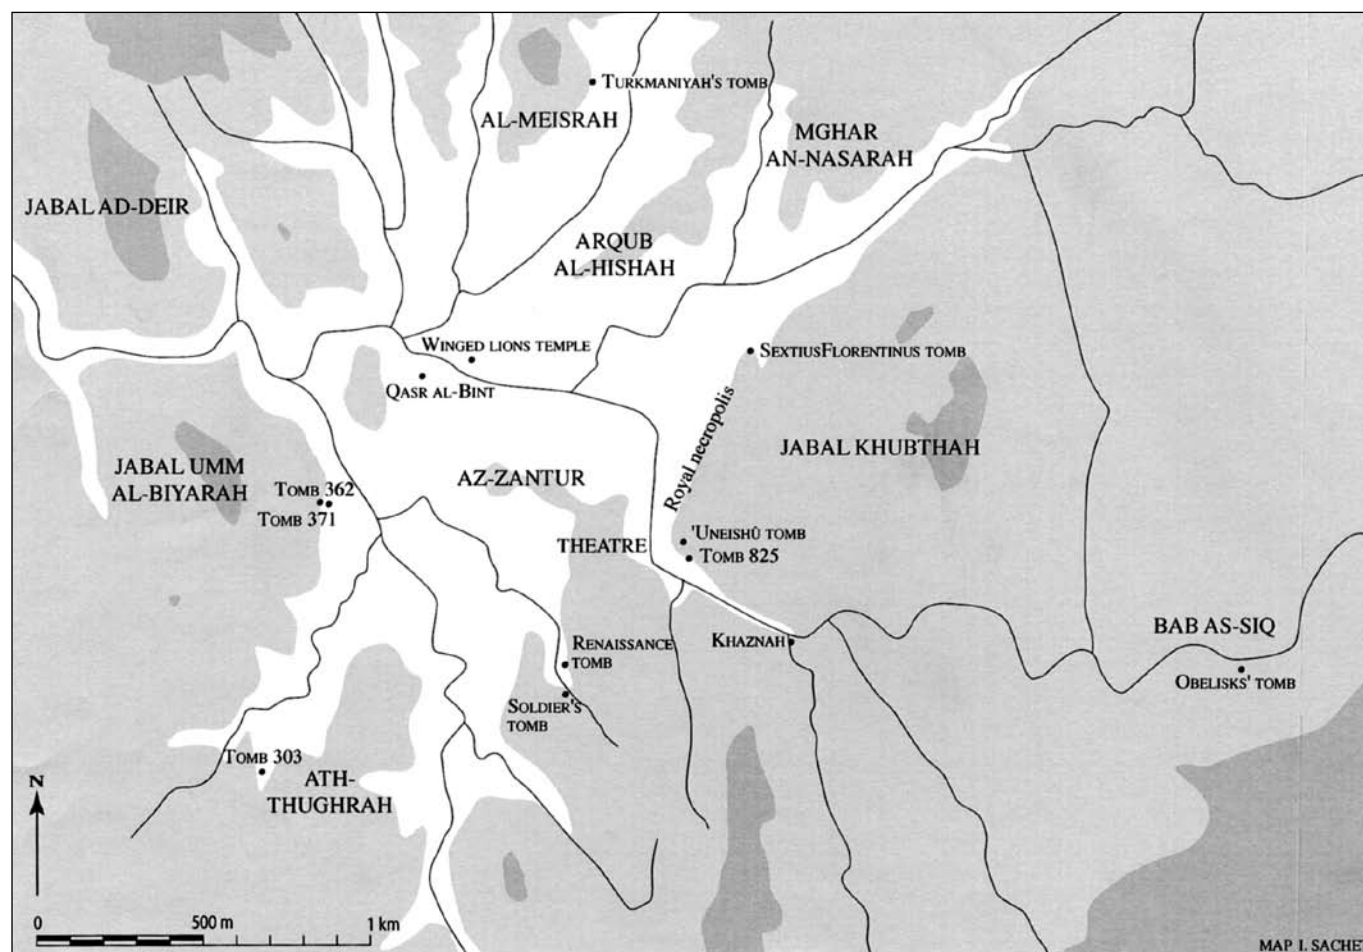 TURKMANIYAH'S TOMB
AL-MEISRAH
MGHAR
AN-NASARAH
JABAL AD-DEIR
ARQUB
AL-HISHAH
WINGED LIONS TEMPLE
SEXTIUSFLORENTINUS TOMB
QASR AL-BINT
Royal necropolis
JABAL KHUBTHAH
JABAL UMM
AL-BIYARAH
AZ-ZANTUR
TOMB 362
TOMB 371
'UNEISHÛ TOMB
THEATRE
TOMB 825
BAB AS-SIQ
RENAISSANCE
TOMB
KHAZNAH
OBELISKS' TOMB
SOLDIER'S
TOMB
TOMB 303
ATH-
THUGHRAH
N
0 500 m 1 km
MAP I. SACHET